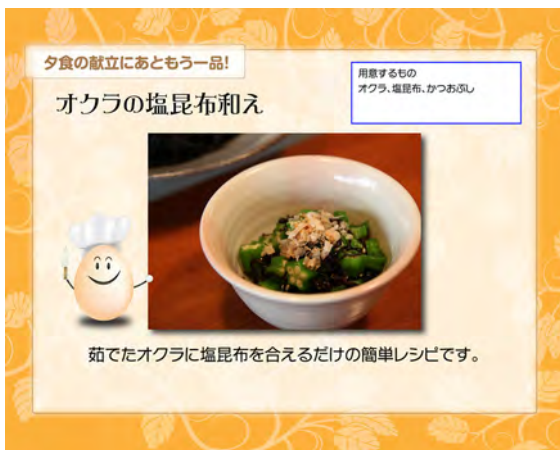 夕食の献立にあともう一品!
用意するもの
オクラ、塩昆布、かつおぶし
オクラの塩昆布和え
茹でたオクラに塩昆布を合えるだけの簡単レシピです。